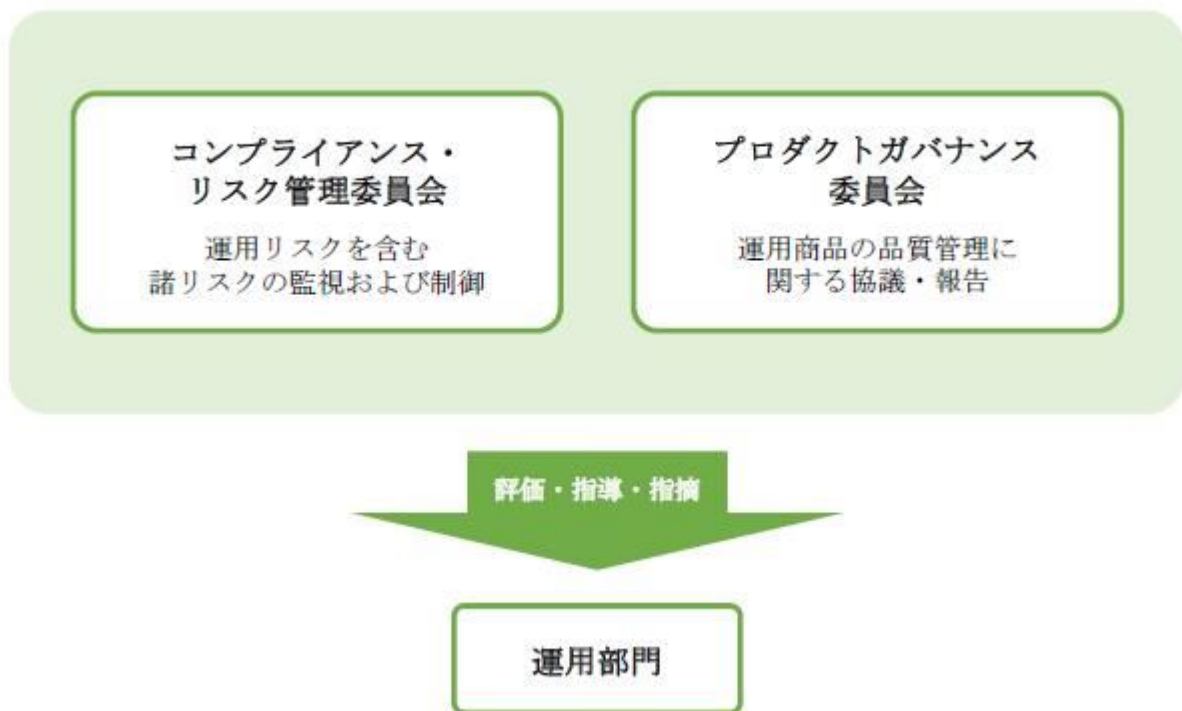 コンプライアンス・
リスク管理委員会
運用リスクを含む
諸リスクの監視および制御
プロダクトガバナンス
委員会
運用商品の品質管理に
関する協議・報告
評価・指導・指摘
運用部門